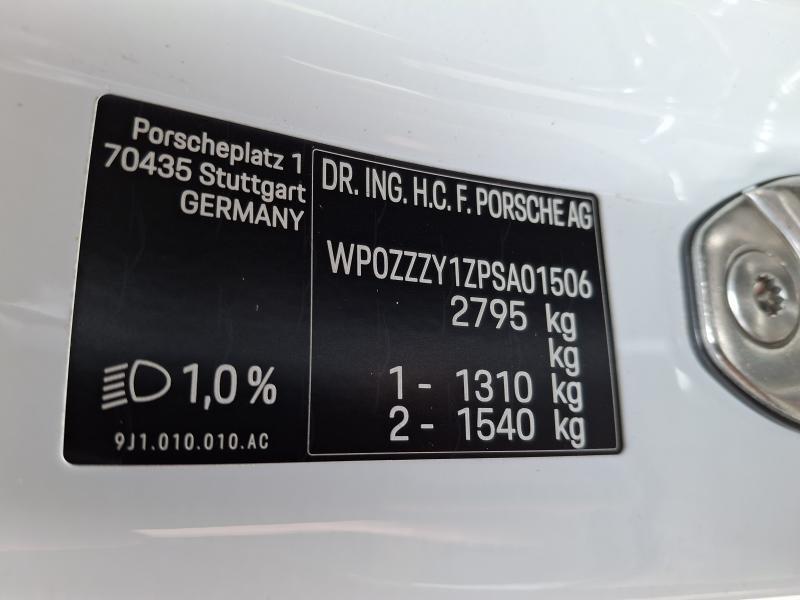 Porscheplatz 1
70435 Stuttgart
GERMANY
1,0 %
9J1.010.010.AC
DR. ING. H.C. F. PORSCHE AG
WP0ZZZY1ZPSA01506
2795 kg
kg
1 - 1310 kg
2 - 1540 kg